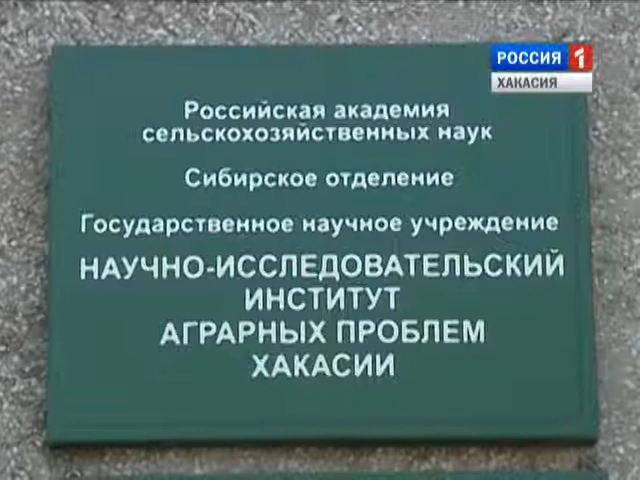 РОССИЯ 1
ХАКАСИЯ
Российская академия
сельскохозяйственных наук
Сибирское отделение
Государственное научное учреждение
НАУЧНО-ИССЛЕДОВАТЕЛЬСКИЙ
ИНСТИТУТ
АГРАРНЫХ ПРОБЛЕМ
ХАКАСИИ